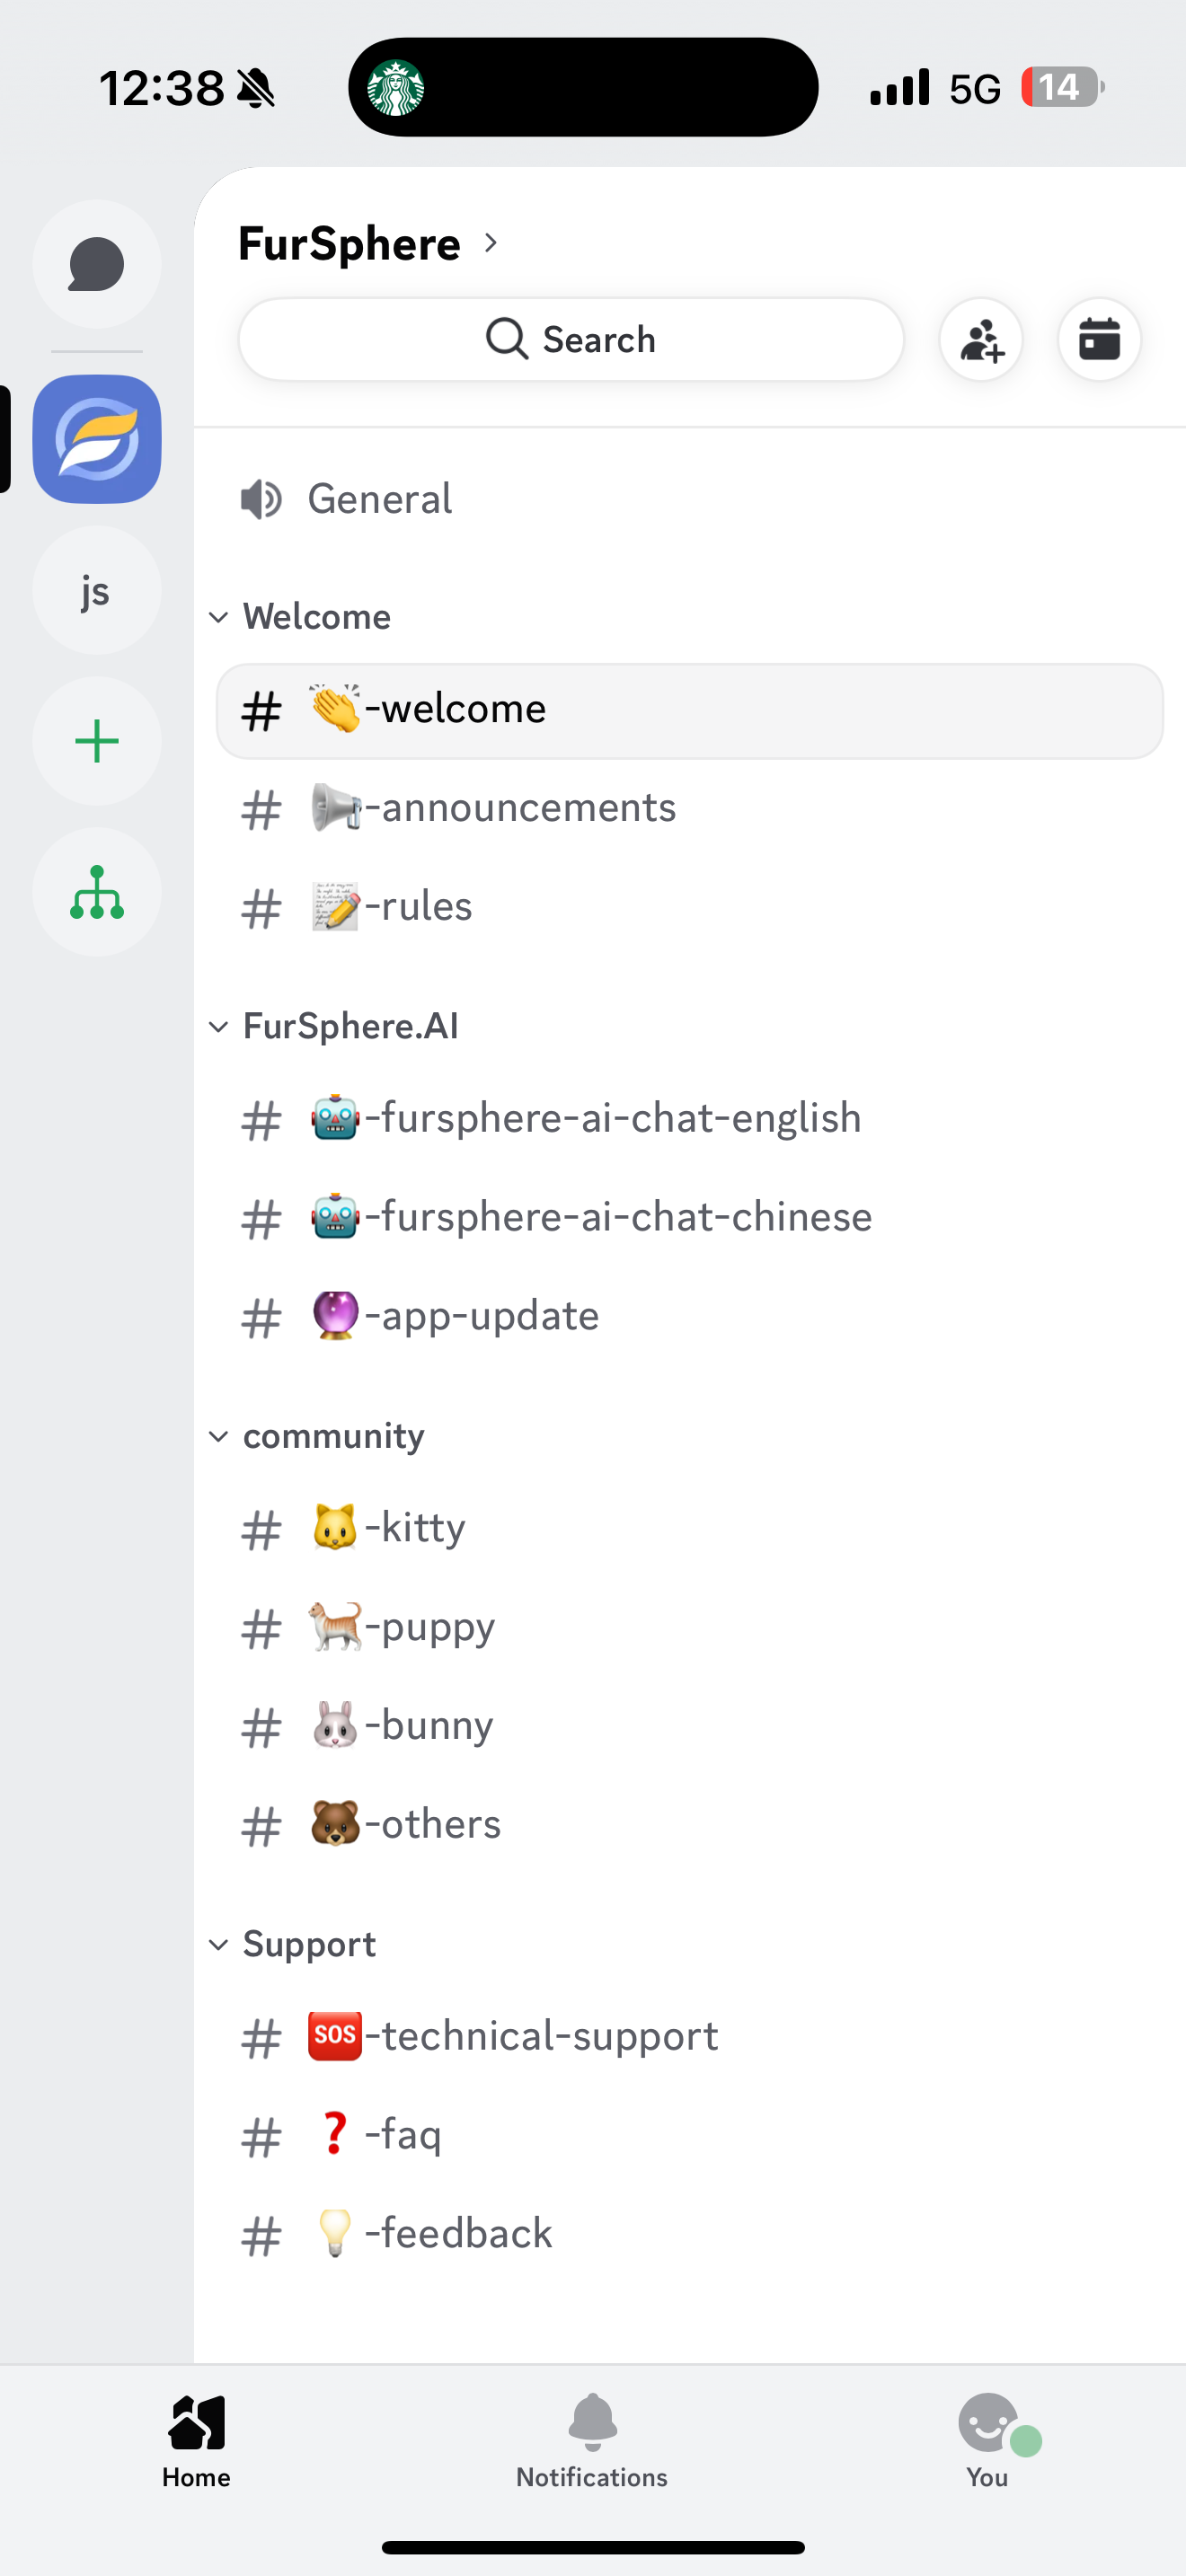 12:38
5G
14
FurSphere
Search
General
js
Welcome
# 👏-welcome
# 📢-announcements
# 📝-rules
FurSphere.AI
# 🤖-fursphere-ai-chat-english
# 🤖-fursphere-ai-chat-chinese
# 🔮-app-update
community
# 🐱-kitty
# 🐈-puppy
# 🐰-bunny
# 🐻-others
Support
# 🆘-technical-support
# ❓-faq
# 💡-feedback
Home
Notifications
You